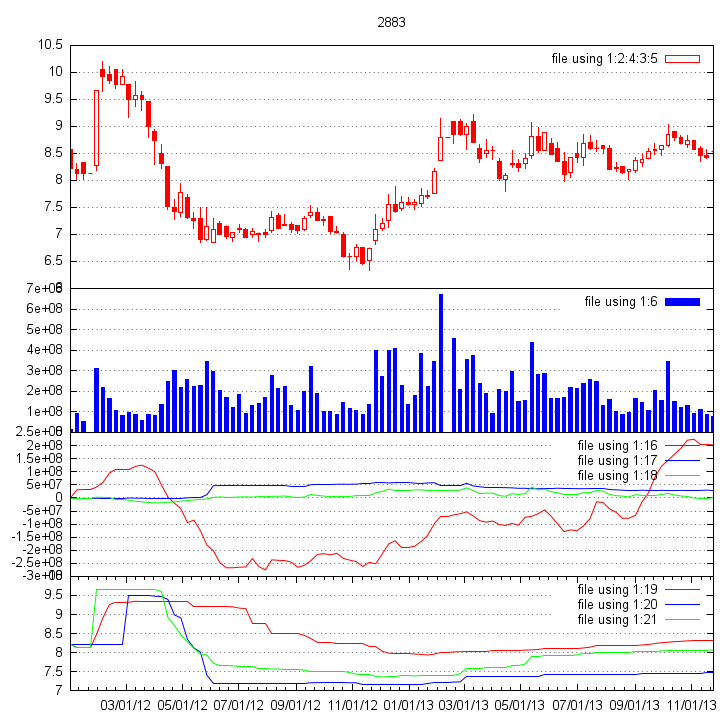 2883
10.5
file using 1:2:4:3:5
10
9.5
9
8.5
8
7.5
7
6.5
7e+08
file using 1:6
6e+08
5e+08
4e+08
3e+08
2e+08
1e+08
2.5e+08
file using 1:16
2e+08
1.5e+08
file using 1:17
1e+08
file using 1:18
5e+07
0
-5e+07
-1e+08
-1.5e+08
-2e+08
-2.5e+08
-3e+08
file using 1:19
9.5
file using 1:20
9
file using 1:21
8.5
8
7.5
7
03/01/12 05/01/12 07/01/12 09/01/12 11/01/12 01/01/13 03/01/13 05/01/13 07/01/13 09/01/13 11/01/13